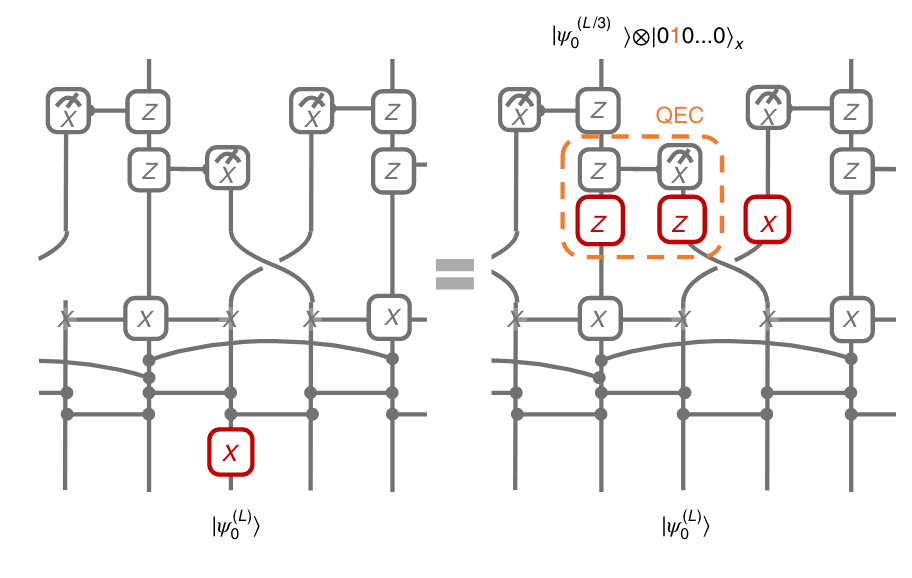 |ψ₀^(L/3) ⟩⊗|010...0⟩ₓ
QEC
X Z X Z X Z X Z
Z X Z Z X Z
Z Z X
X X X X X X X X X X
X
|ψ₀^(L)⟩ |ψ₀^(L)⟩